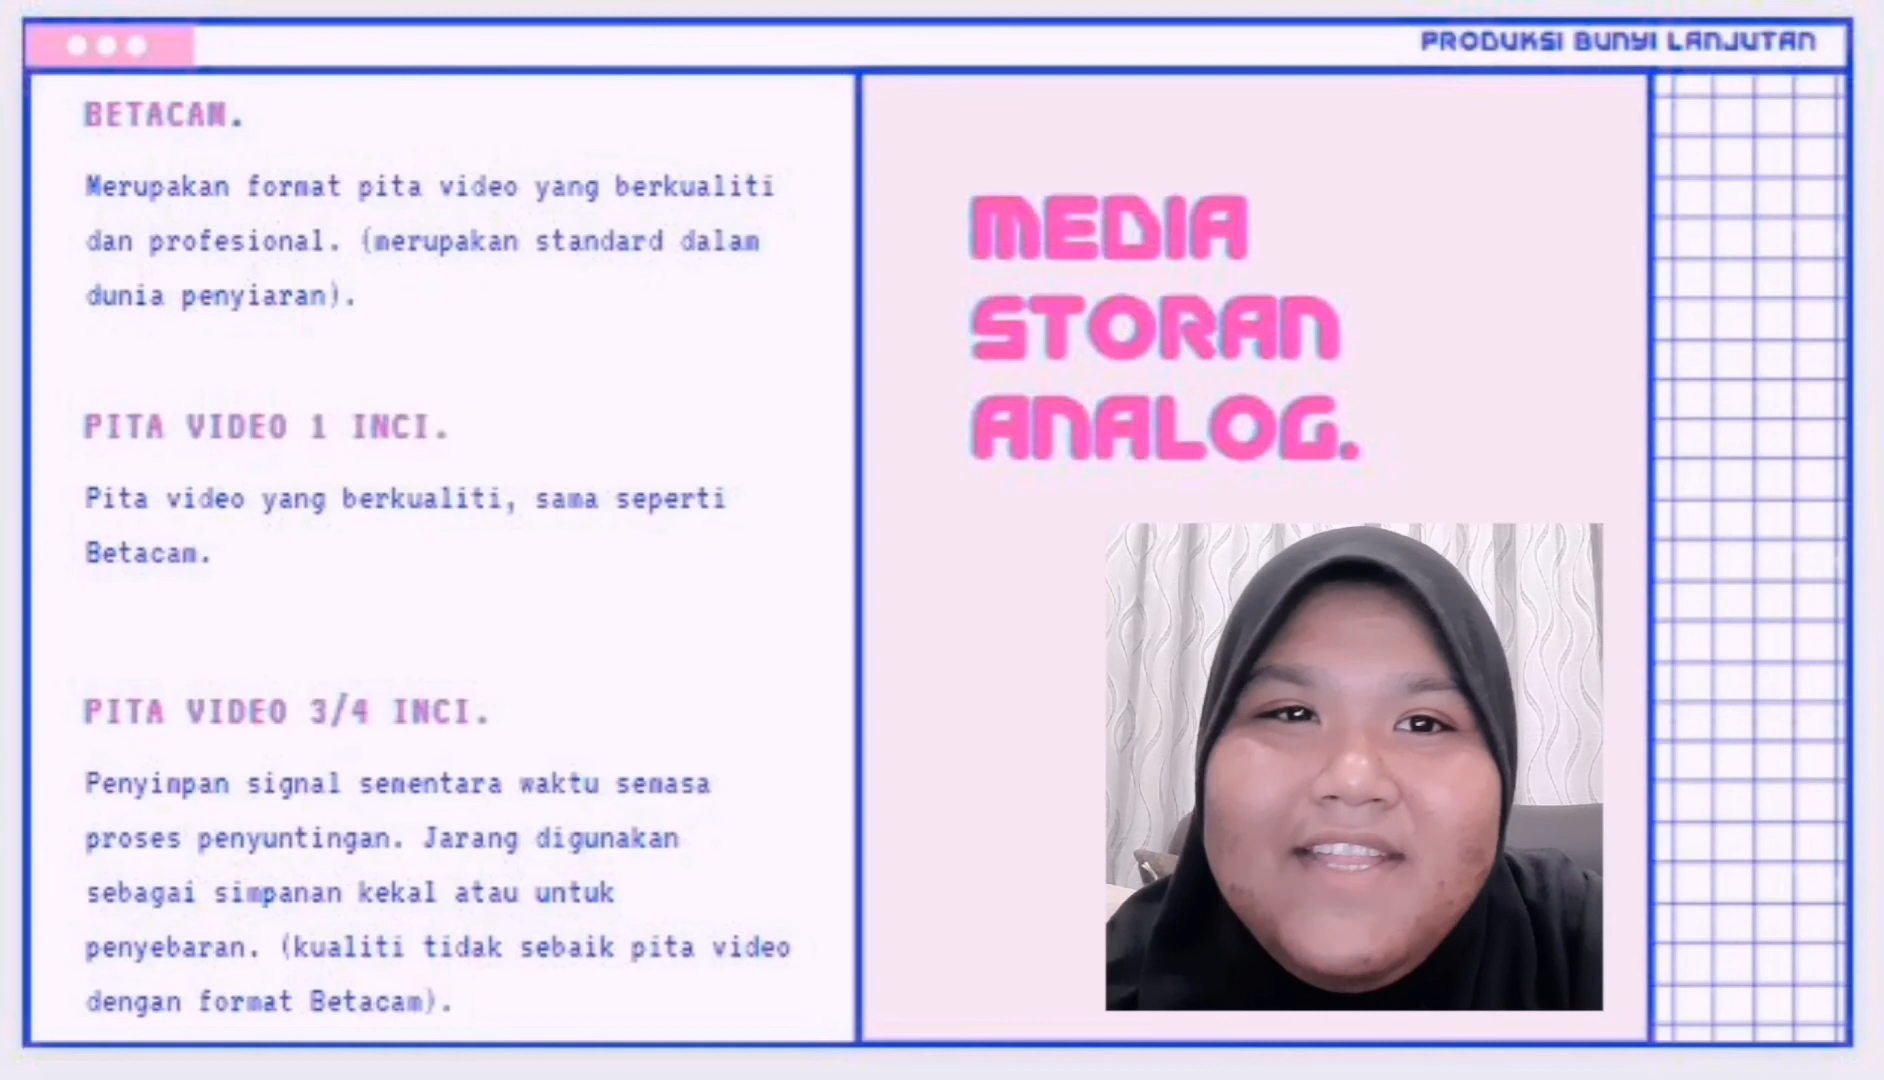 PRODUKSI BUNYI LANJUTAN
BETACAM.
Merupakan format pita video yang berkualiti
dan profesional. (merupakan standard dalam
dunia penyiaran).
PITA VIDEO 1 INCI.
Pita video yang berkualiti, sama seperti
Betacam.
PITA VIDEO 3/4 INCI.
Penyimpan signal sementara waktu semasa
proses penyuntingan. Jarang digunakan
sebagai simpanan kekal atau untuk
penyebaran. (kualiti tidak sebaik pita video
dengan format Betacam).
MEDIA
STORAN
ANALOG.